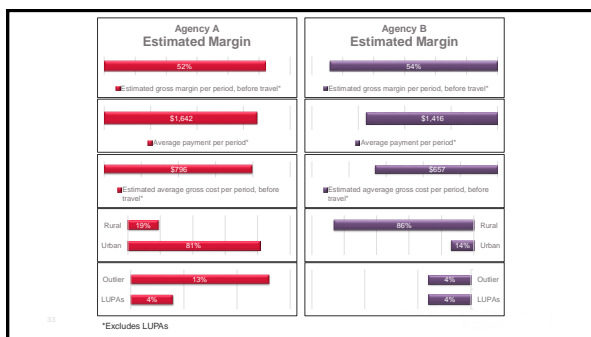 Agency A
Estimated Margin
52%
Estimated gross margin per period, before travel*
$1,642
Average payment per period*
$796
Estimated average gross cost per period, before
travel*
Rural
19%
Urban
81%
Outlier
13%
LUPAs
4%
Agency B
Estimated Margin
54%
Estimated gross margin per period, before travel*
$1,416
Average payment per period*
$657
Estimated agverage gross cost per period, before
travel*
86%
Rural
14%
Urban
4%
Outlier
4%
LUPAs
33
*Excludes LUPAs